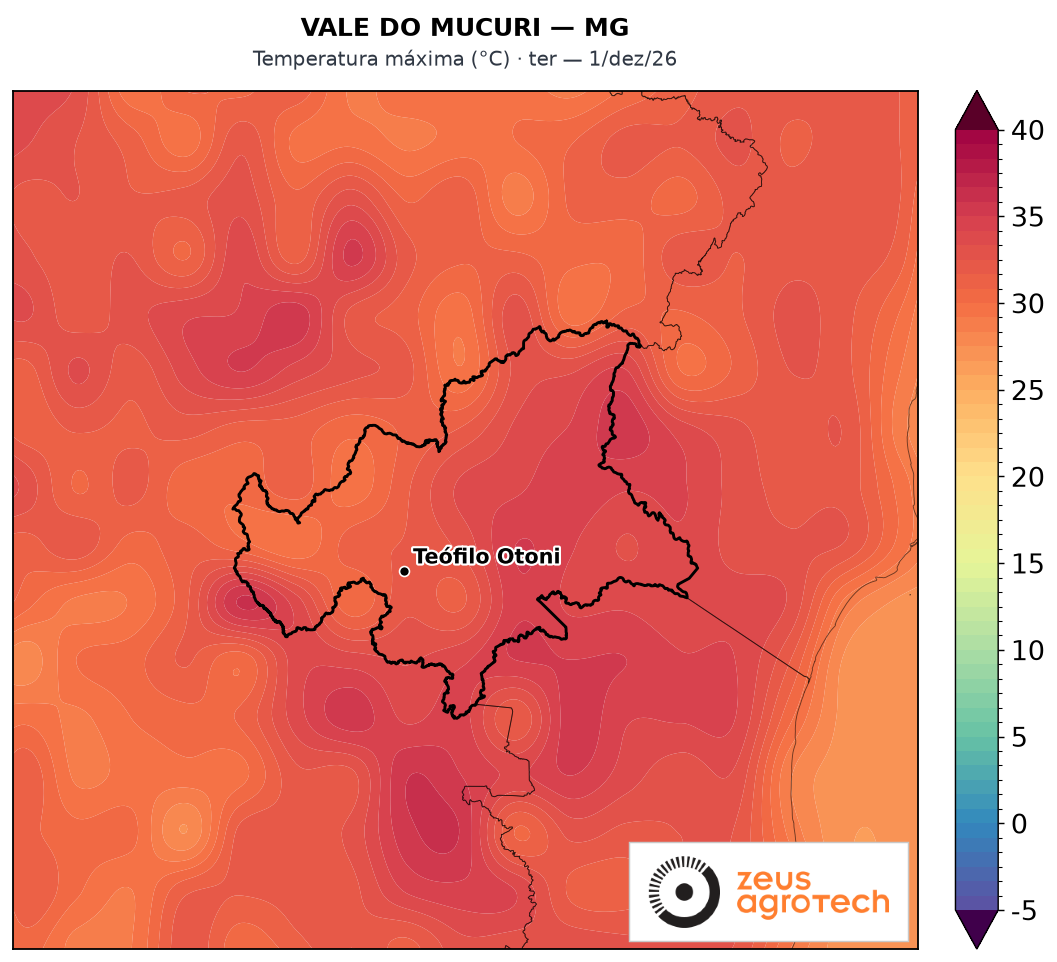 VALE DO MUCURI — MG
Temperatura máxima (°C) · ter — 1/dez/26
40
35
30
25
20
15
10
5
0
-5
Teófilo Otoni
zeus
agrotech